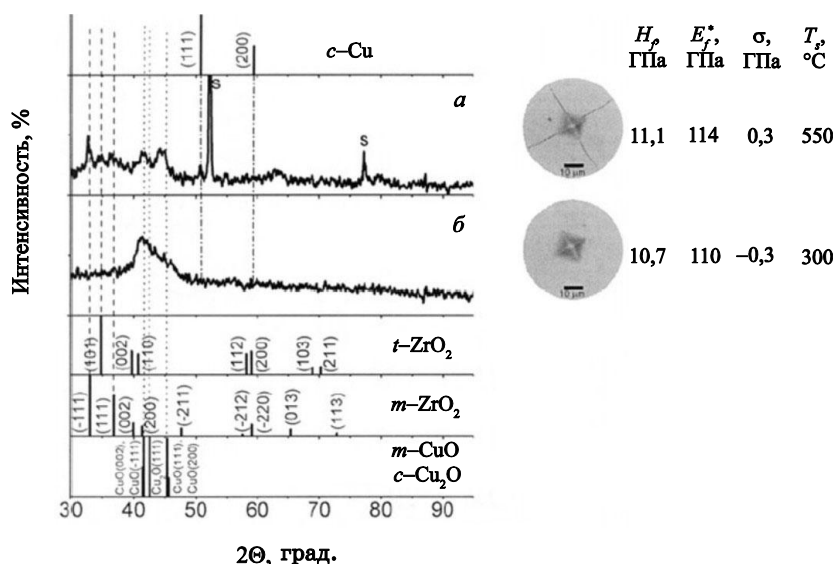 Интенсивность, %
c–Cu
(111)
(200)
а
S
S
б
t–ZrO2
(101)
(002)
(110)
(112)
(200)
(103)
(211)
m–ZrO2
(-111)
(111)
(002)
(200)
(-211)
(-212)
(-220)
(013)
(113)
m–CuO
c–Cu2O
CuO(002),
CuO(-111)
Cu2O(111)
CuO(111),
CuO(200)
30 40 50 60 70 80 90
2Θ, град.
Hf, Ef*, σ, Ts,
ГПа ГПа ГПа °C
11,1 114 0,3 550
10 µm
10,7 110 –0,3 300
10 µm